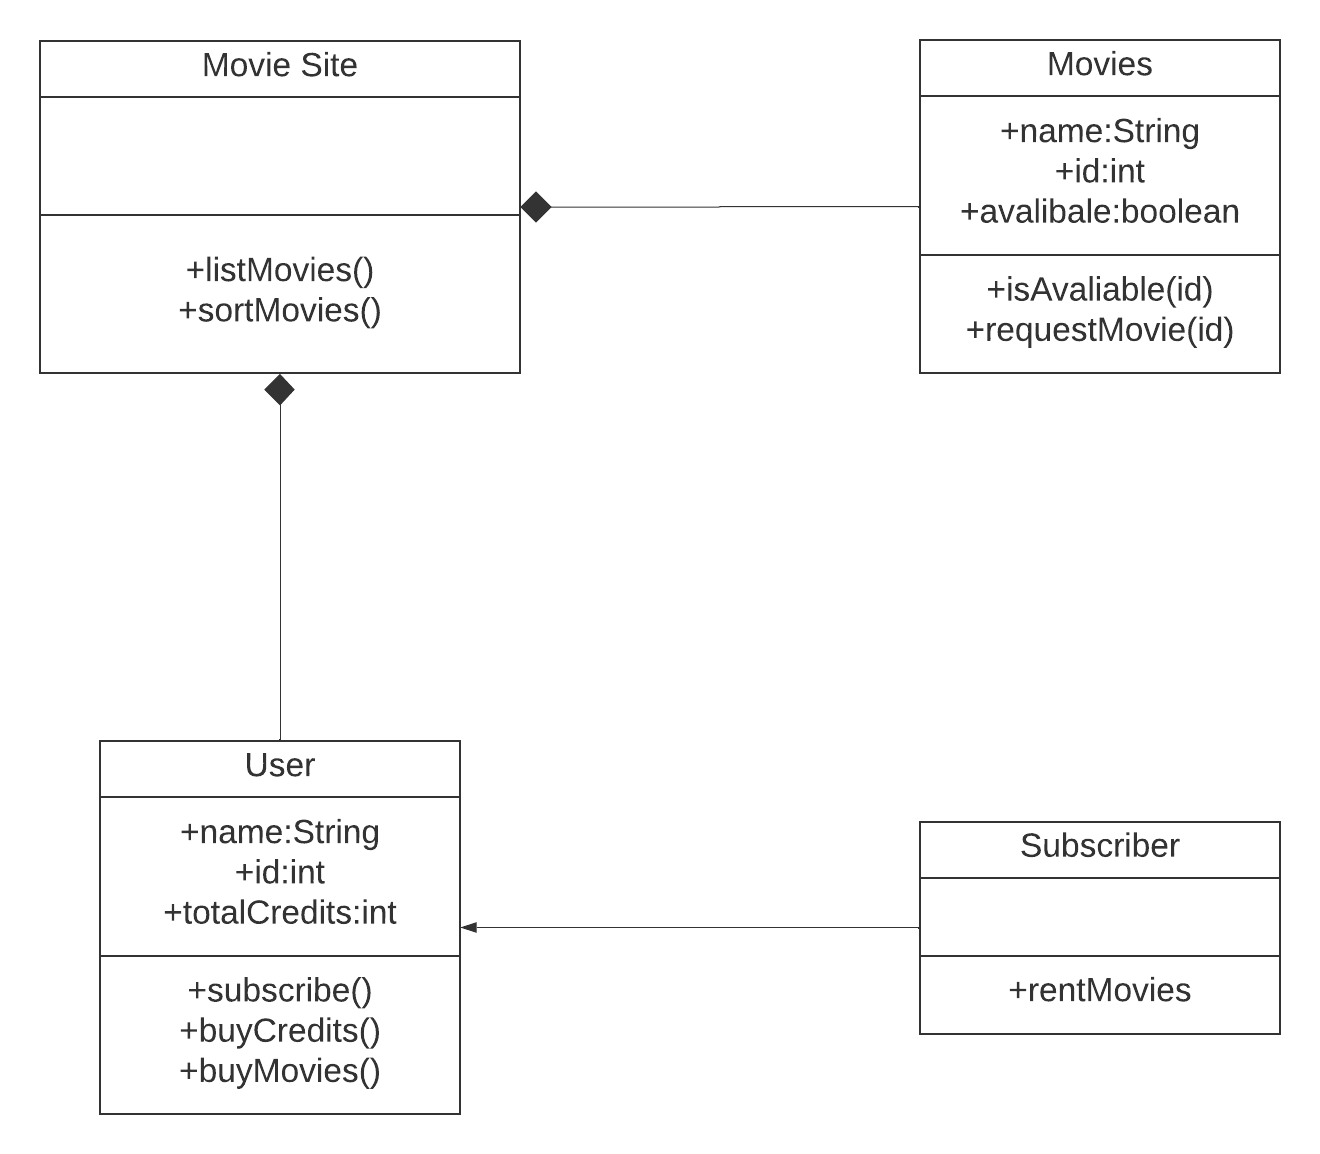 Movie Site
+listMovies()
+sortMovies()
Movies
+name:String
+id:int
+avalibale:boolean
+isAvaliable(id)
+requestMovie(id)
User
+name:String
+id:int
+totalCredits:int
+subscribe()
+buyCredits()
+buyMovies()
Subscriber
+rentMovies